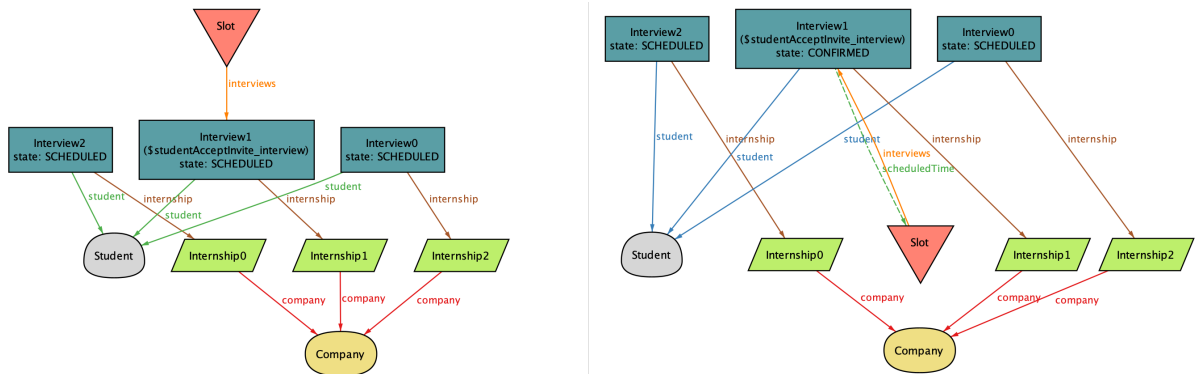 Slot
interviews
Interview2
state: SCHEDULED
Interview1
($studentAcceptInvite_interview)
state: SCHEDULED
Interview0
state: SCHEDULED
student
internship
student
internship
student
internship
Student
Internship0
Internship1
Internship2
company
company
company
Company
Interview2
state: SCHEDULED
Interview1
($studentAcceptInvite_interview)
state: CONFIRMED
Interview0
state: SCHEDULED
student
internship
student
student
interviews
scheduledTime
internship
internship
Student
Internship0
Slot
Internship1
Internship2
company
company
company
Company